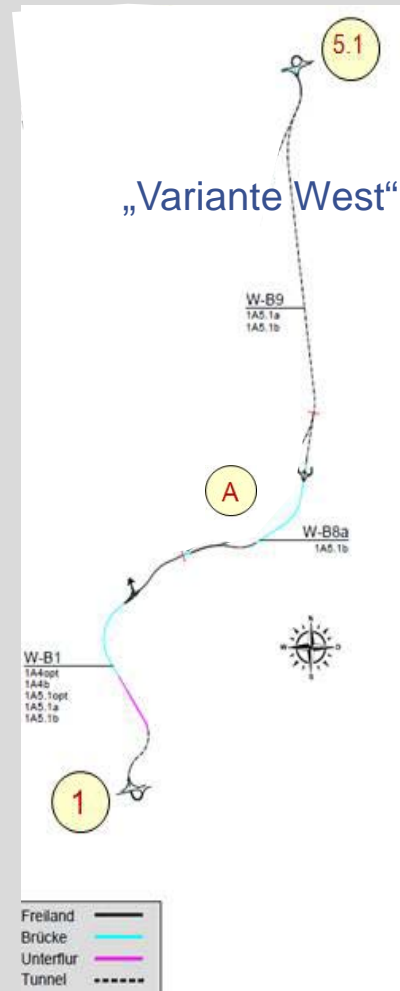 5.1
„Variante West“
W-B9
1A5.1a
1A5.1b
A
W-B8a
1A5.1b
N
W O
S
W-B1
1A4opt
1A4b
1A5.1opt
1A5.1a
1A5.1b
1
Freiland
Brücke
Unterflur
Tunnel